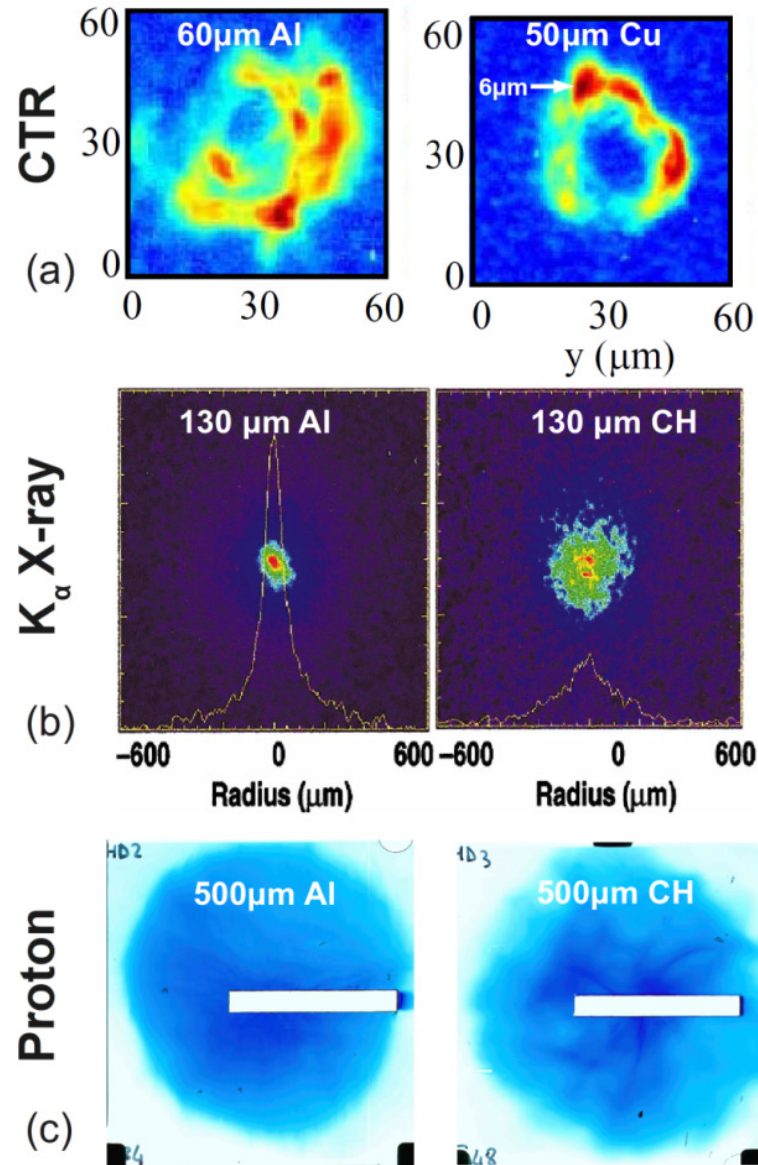 CTR
(a)
60μm Al
60
30
0
0 30 60
50μm Cu
6μm
60
30
0
0 30 60
y (μm)
Kα X-ray
(b)
130 μm Al
−600 0 600
Radius (μm)
130 μm CH
−600 0 600
Radius (μm)
Proton
(c)
HD2
500μm Al
34
HD3
500μm CH
48